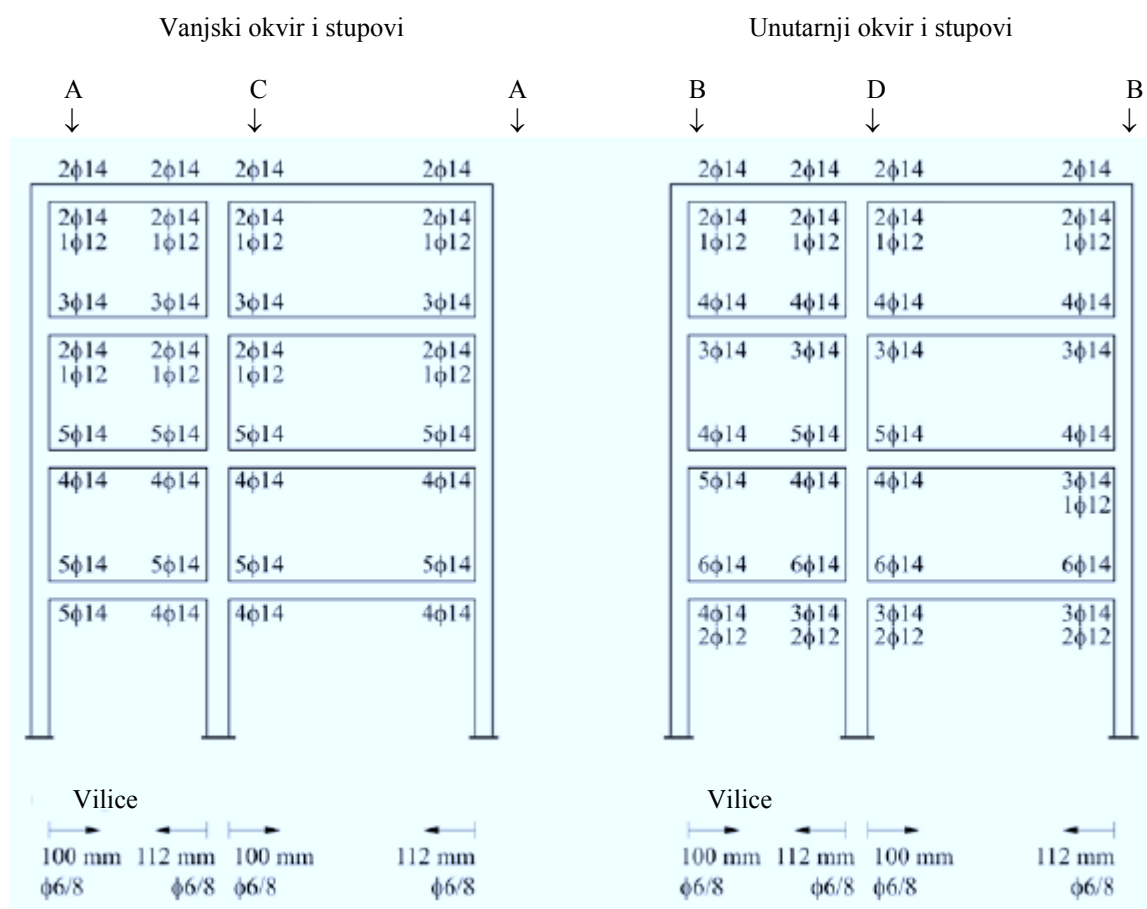 Vanjski okvir i stupovi Unutarnji okvir i stupovi
A C A B D B
↓ ↓ ↓ ↓ ↓ ↓
2ϕ14 2ϕ14 2ϕ14 2ϕ14 2ϕ14 2ϕ14 2ϕ14 2ϕ14
2ϕ14 2ϕ14 2ϕ14 2ϕ14 2ϕ14 2ϕ14 2ϕ14 2ϕ14
1ϕ12 1ϕ12 1ϕ12 1ϕ12 1ϕ12 1ϕ12 1ϕ12 1ϕ12
3ϕ14 3ϕ14 3ϕ14 3ϕ14 4ϕ14 4ϕ14 4ϕ14 4ϕ14
2ϕ14 2ϕ14 2ϕ14 2ϕ14 3ϕ14 3ϕ14 3ϕ14 3ϕ14
1ϕ12 1ϕ12 1ϕ12 1ϕ12
5ϕ14 5ϕ14 5ϕ14 5ϕ14 4ϕ14 5ϕ14 5ϕ14 4ϕ14
4ϕ14 4ϕ14 4ϕ14 4ϕ14 5ϕ14 4ϕ14 4ϕ14 3ϕ14
1ϕ12
5ϕ14 5ϕ14 5ϕ14 5ϕ14 6ϕ14 6ϕ14 6ϕ14 6ϕ14
5ϕ14 4ϕ14 4ϕ14 4ϕ14 4ϕ14 3ϕ14 3ϕ14 3ϕ14
2ϕ12 2ϕ12 2ϕ12 2ϕ12
Vilice Vilice
100 mm 112 mm 100 mm 112 mm 100 mm 112 mm 100 mm 112 mm
ϕ6/8 ϕ6/8 ϕ6/8 ϕ6/8 ϕ6/8 ϕ6/8 ϕ6/8 ϕ6/8